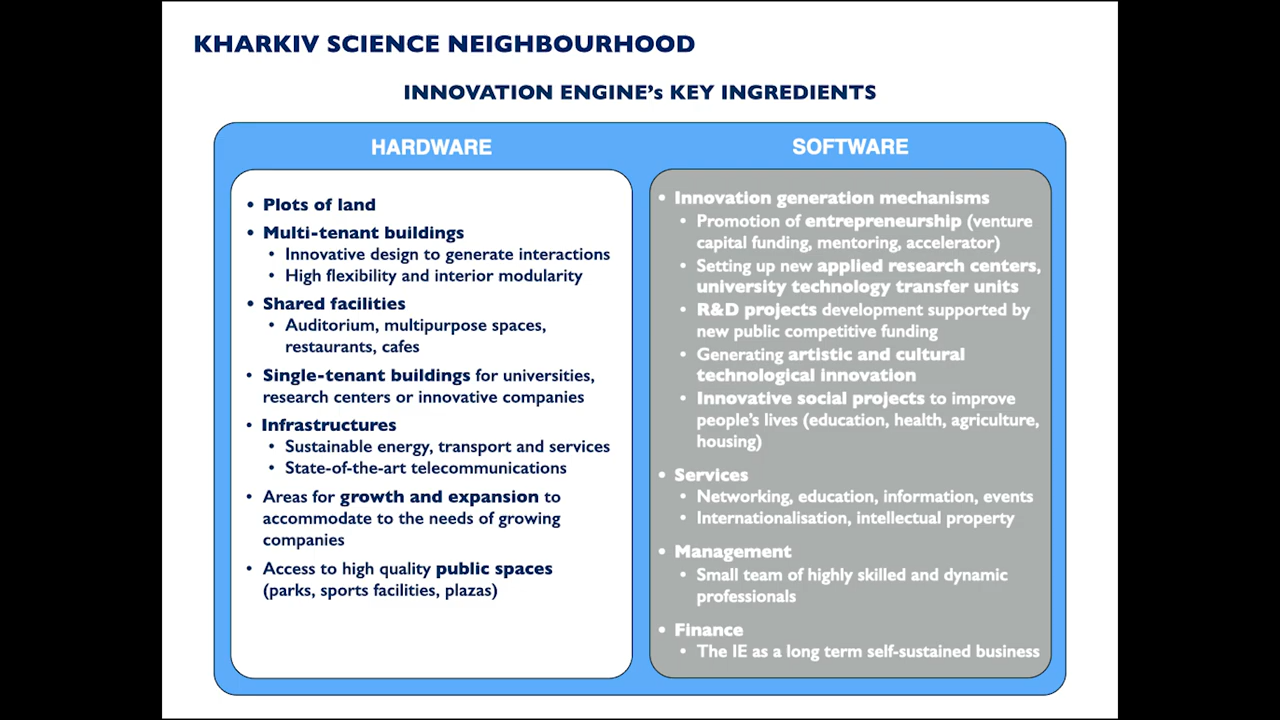 KHARKIV SCIENCE NEIGHBOURHOOD
INNOVATION ENGINE's KEY INGREDIENTS
HARDWARE
• Plots of land
• Multi-tenant buildings
• Innovative design to generate interactions
• High flexibility and interior modularity
• Shared facilities
• Auditorium, multipurpose spaces,
restaurants, cafes
• Single-tenant buildings for universities,
research centers or innovative companies
• Infrastructures
• Sustainable energy, transport and services
• State-of-the-art telecommunications
• Areas for growth and expansion to
accommodate to the needs of growing
companies
• Access to high quality public spaces
(parks, sports facilities, plazas)
SOFTWARE
• Innovation generation mechanisms
• Promotion of entrepreneurship (venture
capital funding, mentoring, accelerator)
• Setting up new applied research centers,
university technology transfer units
• R&D projects development supported by
new public competitive funding
• Generating artistic and cultural
technological innovation
• Innovative social projects to improve
people's lives (education, health, agriculture,
housing)
• Services
• Networking, education, information, events
• Internationalisation, intellectual property
• Management
• Small team of highly skilled and dynamic
professionals
• Finance
• The IE as a long term self-sustained business